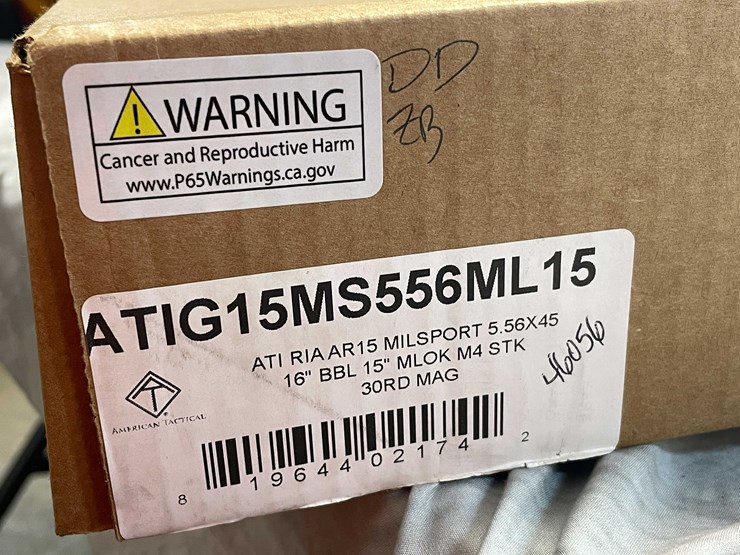 WARNING
Cancer and Reproductive Harm
www.P65Warnings.ca.gov
DD
ZB
ATIG15MS556ML15
ATI RIA AR15 MILSPORT 5.56X45
16" BBL 15" MLOK M4 STK
30RD MAG
46056
AMERICAN TACTICAL
8 19644 02174 2